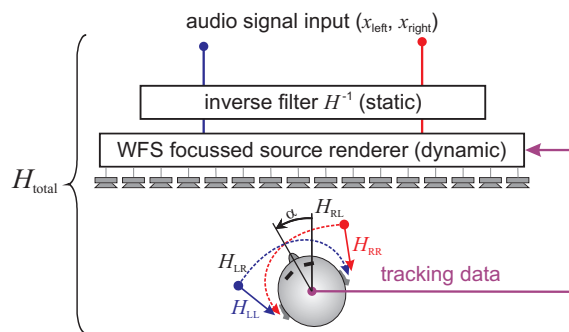 audio signal input (x_left, x_right)
inverse filter H^-1 (static)
WFS focussed source renderer (dynamic)
H_total
α
H_RL
H_RR
H_LR
tracking data
H_LL